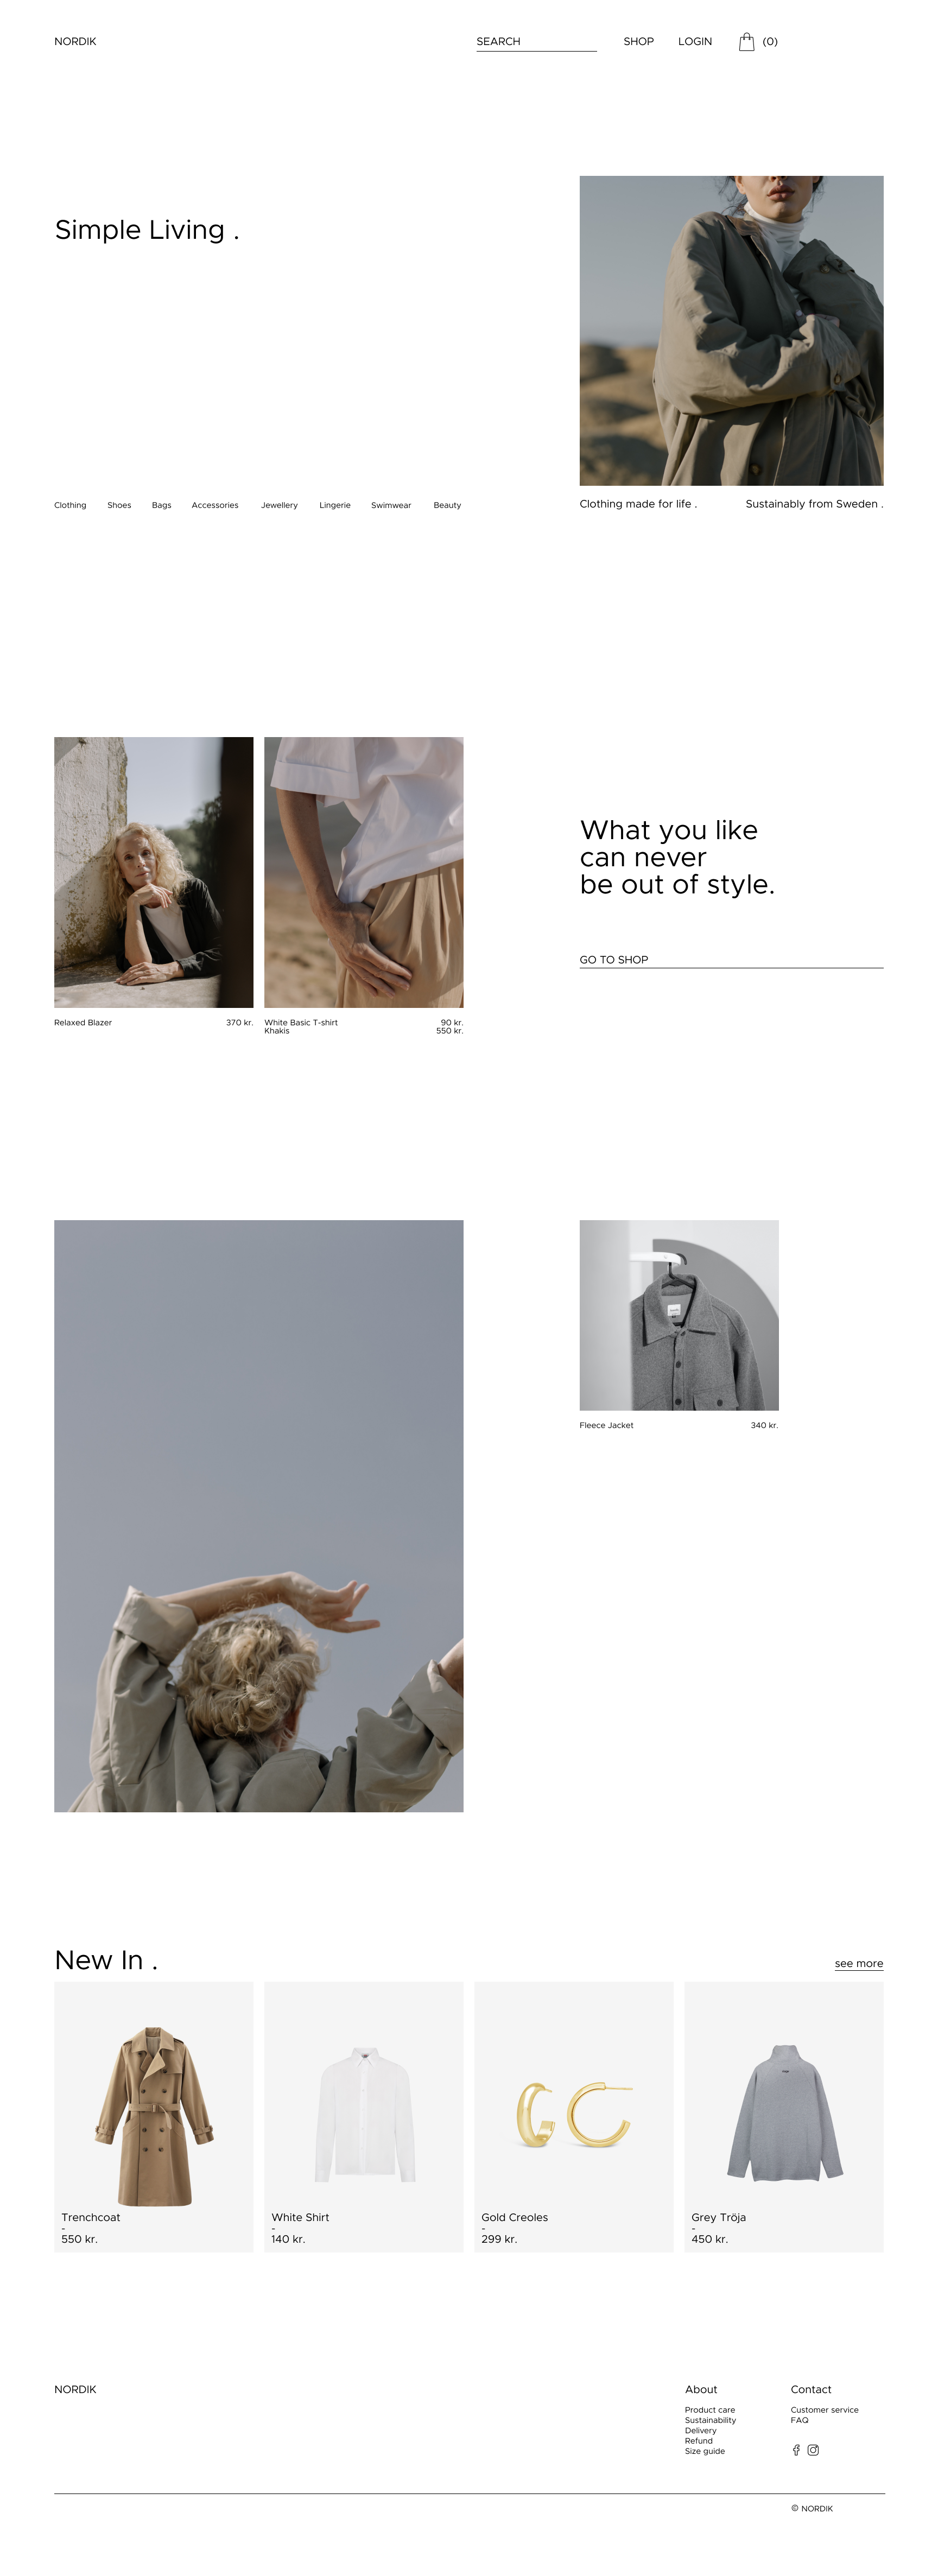 NORDIK
SEARCH
SHOP
LOGIN
(0)
Simple Living .
Clothing Shoes Bags Accessories Jewellery Lingerie Swimwear Beauty
Clothing made for life .
Sustainably from Sweden .
Relaxed Blazer 370 kr.
White Basic T-shirt 90 kr.
Khakis 550 kr.
What you like
can never
be out of style.
GO TO SHOP
Fleece Jacket 340 kr.
New In .
see more
Trenchcoat
-
550 kr.
White Shirt
-
140 kr.
Gold Creoles
-
299 kr.
Grey Tröja
-
450 kr.
NORDIK
About
Product care
Sustainability
Delivery
Refund
Size guide
Contact
Customer service
FAQ
© NORDIK